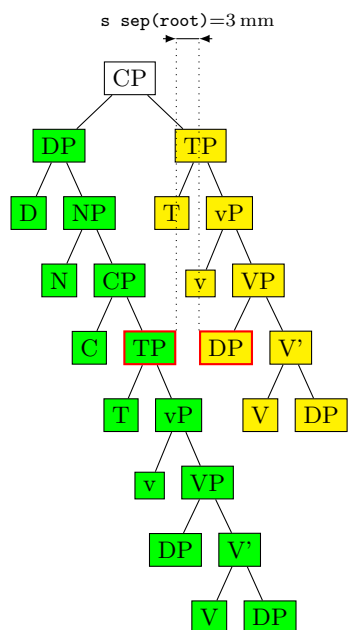 s sep(root)=3 mm
CP
DP TP
D NP T vP
N CP v VP
C TP DP V'
T vP V DP
v VP
DP V'
V DP